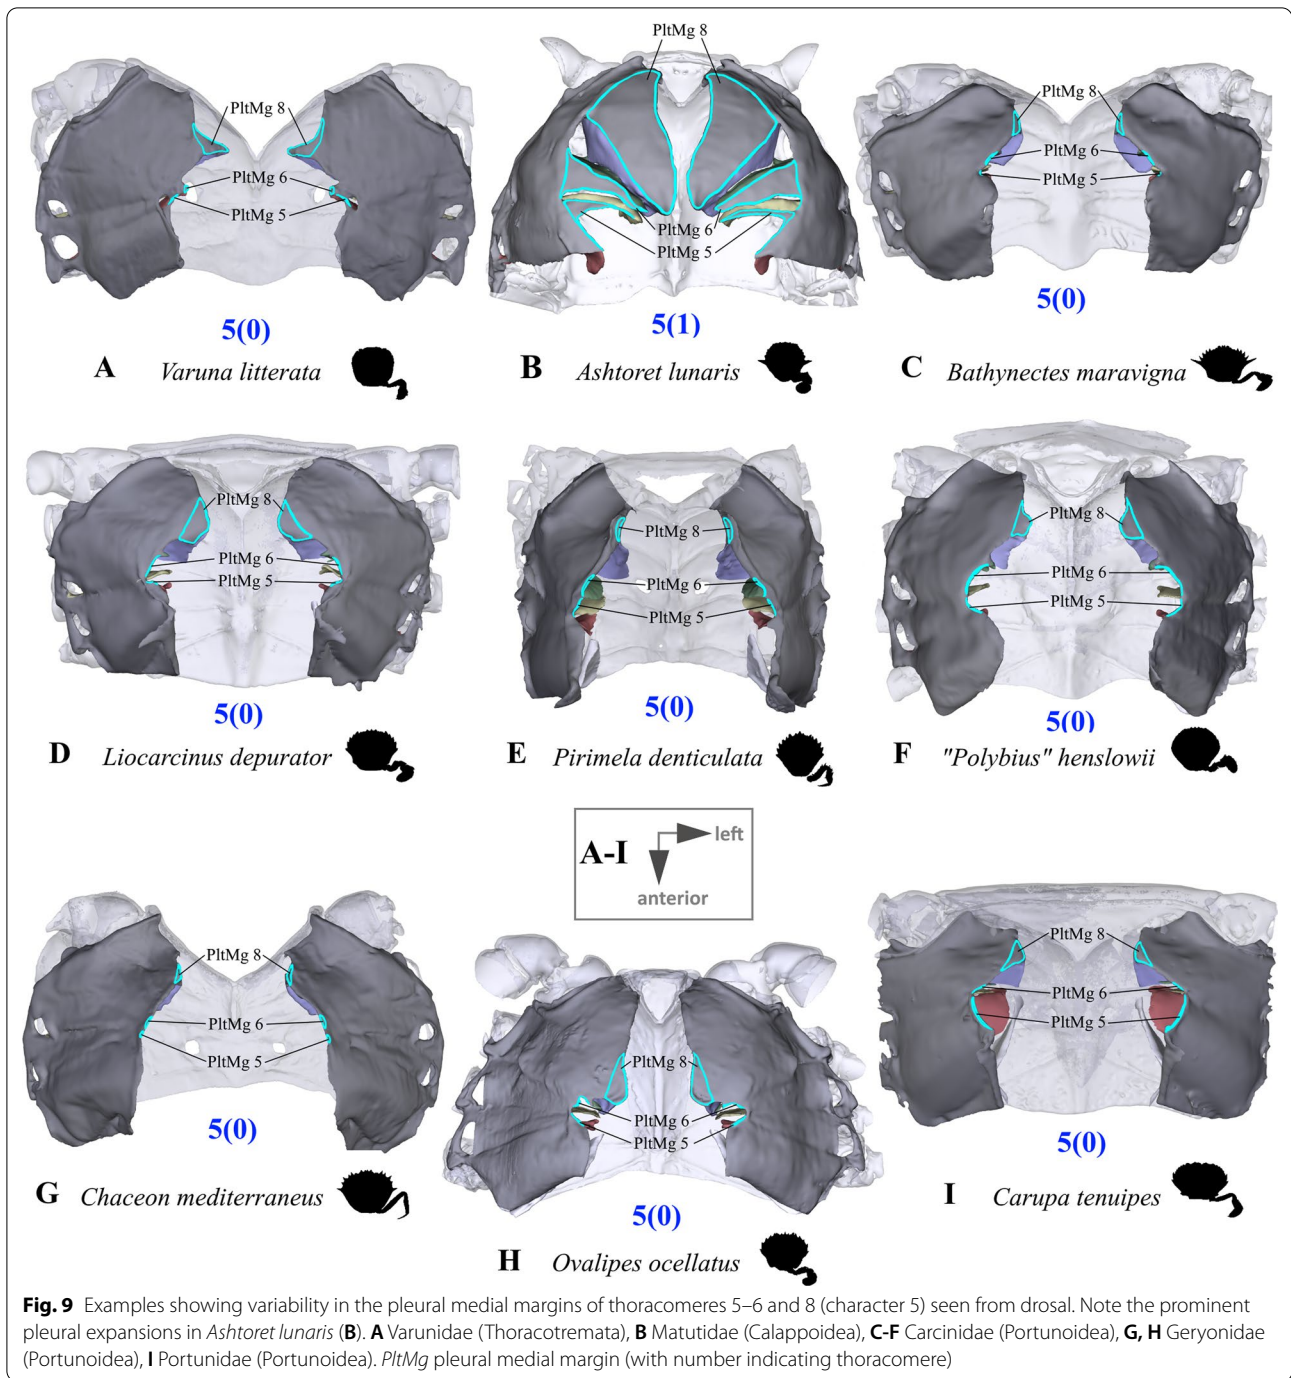 PltMg 8
PltMg 6
PltMg 5
5(0)
A Varuna litterata
PltMg 8
PltMg 6
PltMg 5
5(1)
B Ashtoret lunaris
PltMg 8
PltMg 6
PltMg 5
5(0)
C Bathynectes maravigna
PltMg 8
PltMg 6
PltMg 5
5(0)
D Liocarcinus depurator
PltMg 8
PltMg 6
PltMg 5
5(0)
E Pirimela denticulata
PltMg 8
PltMg 6
PltMg 5
5(0)
F "Polybius" henslowii
A-I
left
anterior
PltMg 8
PltMg 6
PltMg 5
5(0)
G Chaceon mediterraneus
PltMg 8
PltMg 6
PltMg 5
5(0)
H Ovalipes ocellatus
PltMg 8
PltMg 6
PltMg 5
5(0)
I Carupa tenuipes
Fig. 9 Examples showing variability in the pleural medial margins of thoracomeres 5–6 and 8 (character 5) seen from drosal. Note the prominent
pleural expansions in Ashtoret lunaris (B). A Varunidae (Thoracotremata), B Matutidae (Calappoidea), C-F Carcinidae (Portunoidea), G, H Geryonidae
(Portunoidea), I Portunidae (Portunoidea). PltMg pleural medial margin (with number indicating thoracomere)